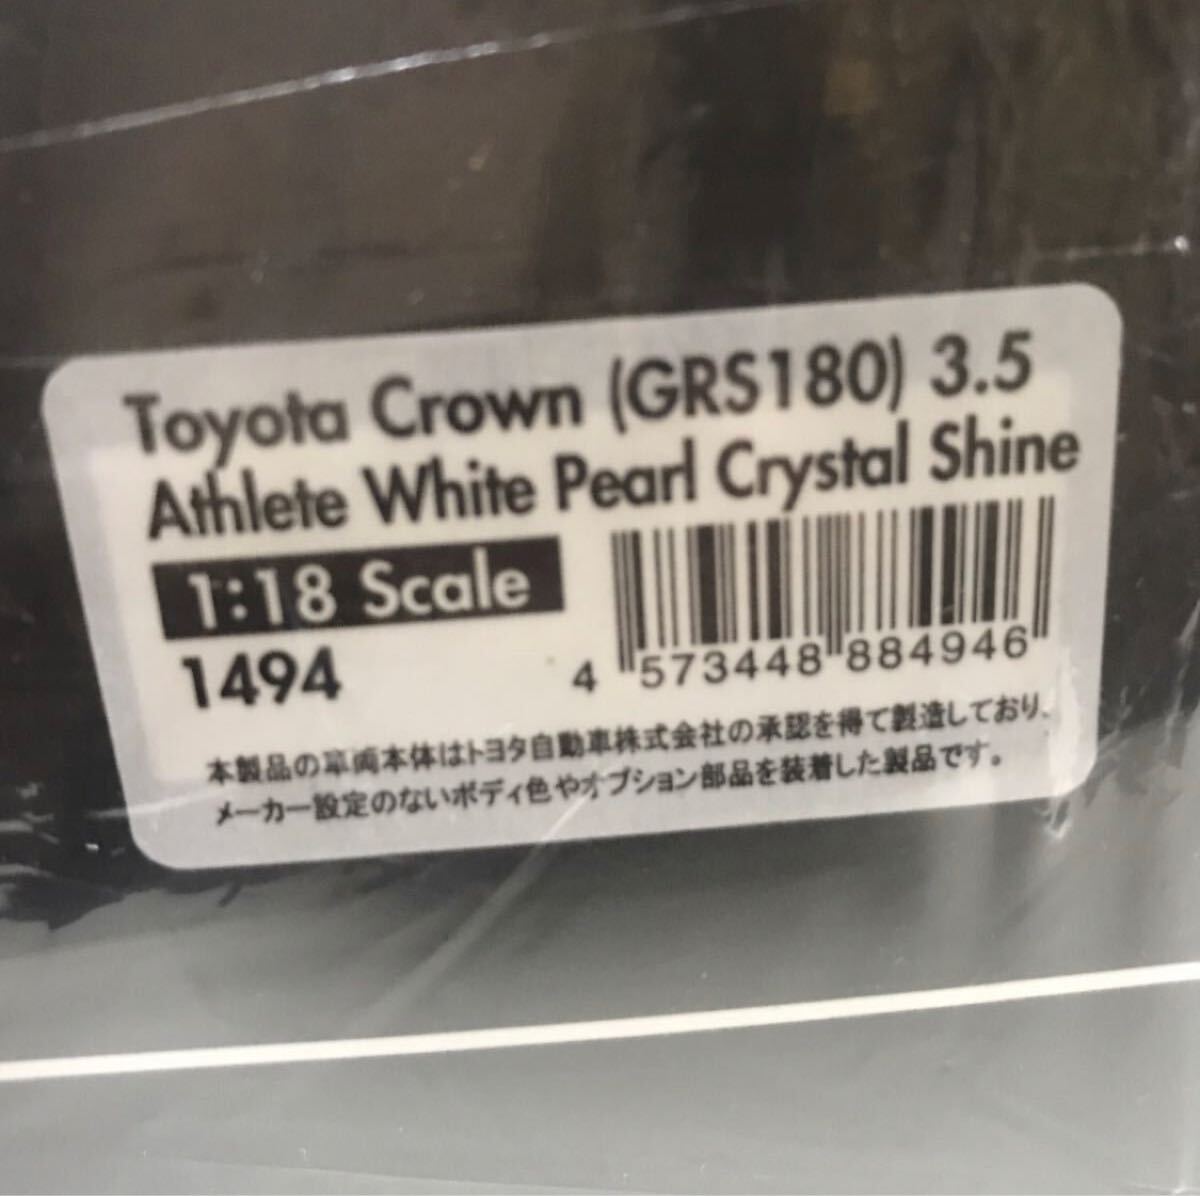 Toyota Crown (GRS180) 3.5
Athlete White Pearl Crystal Shine
1:18 Scale
1494
4 573448 884946
本製品の車両本体はトヨタ自動車株式会社の承認を得て製造しており、
メーカー設定のないボディ色やオプション部品を装着した製品です。